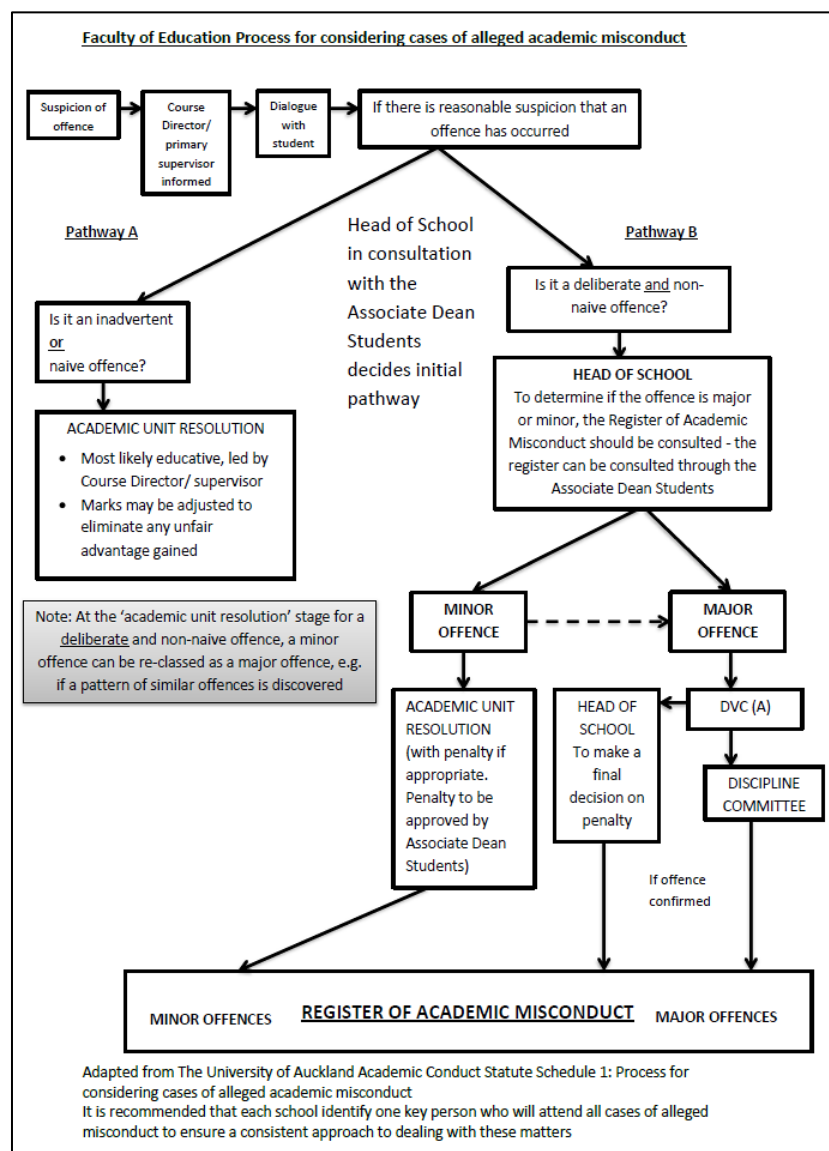 Faculty of Education Process for considering cases of alleged academic misconduct
Suspicion of
offence
Course
Director/
primary
supervisor
informed
Dialogue
with
student
If there is reasonable suspicion that an
offence has occurred
Pathway A
Head of School
in consultation
with the
Associate Dean
Students
decides initial
pathway
Pathway B
Is it an inadvertent
or
naive offence?
Is it a deliberate and non-
naive offence?
ACADEMIC UNIT RESOLUTION
• Most likely educative, led by
Course Director/ supervisor
• Marks may be adjusted to
eliminate any unfair
advantage gained
HEAD OF SCHOOL
To determine if the offence is major
or minor, the Register of Academic
Misconduct should be consulted - the
register can be consulted through the
Associate Dean Students
Note: At the ‘academic unit resolution’ stage for a
deliberate and non-naive offence, a minor
offence can be re-classed as a major offence, e.g.
if a pattern of similar offences is discovered
MINOR
OFFENCE
MAJOR
OFFENCE
ACADEMIC UNIT
RESOLUTION
(with penalty if
appropriate.
Penalty to be
approved by
Associate Dean
Students)
HEAD OF
SCHOOL
To make a
final
decision on
penalty
DVC (A)
DISCIPLINE
COMMITTEE
If offence
confirmed
MINOR OFFENCES REGISTER OF ACADEMIC MISCONDUCT MAJOR OFFENCES
Adapted from The University of Auckland Academic Conduct Statute Schedule 1: Process for
considering cases of alleged academic misconduct
It is recommended that each school identify one key person who will attend all cases of alleged
misconduct to ensure a consistent approach to dealing with these matters